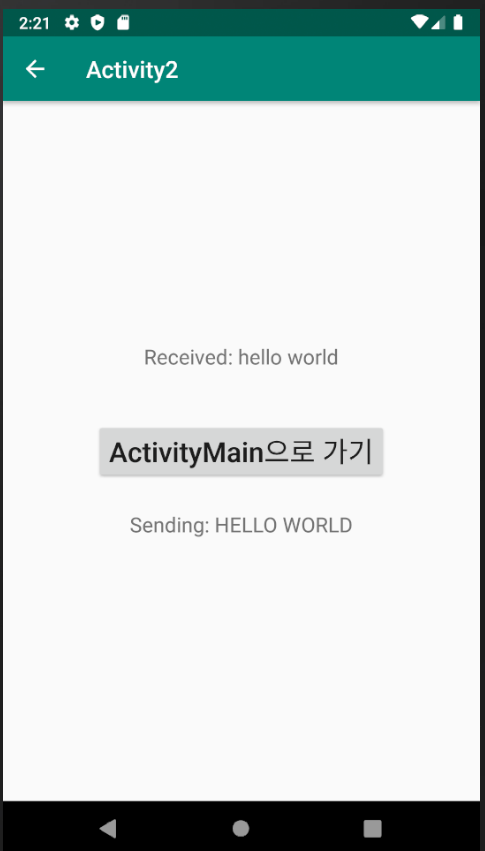 2:21
Activity2
Received: hello world
ActivityMain으로 가기
Sending: HELLO WORLD